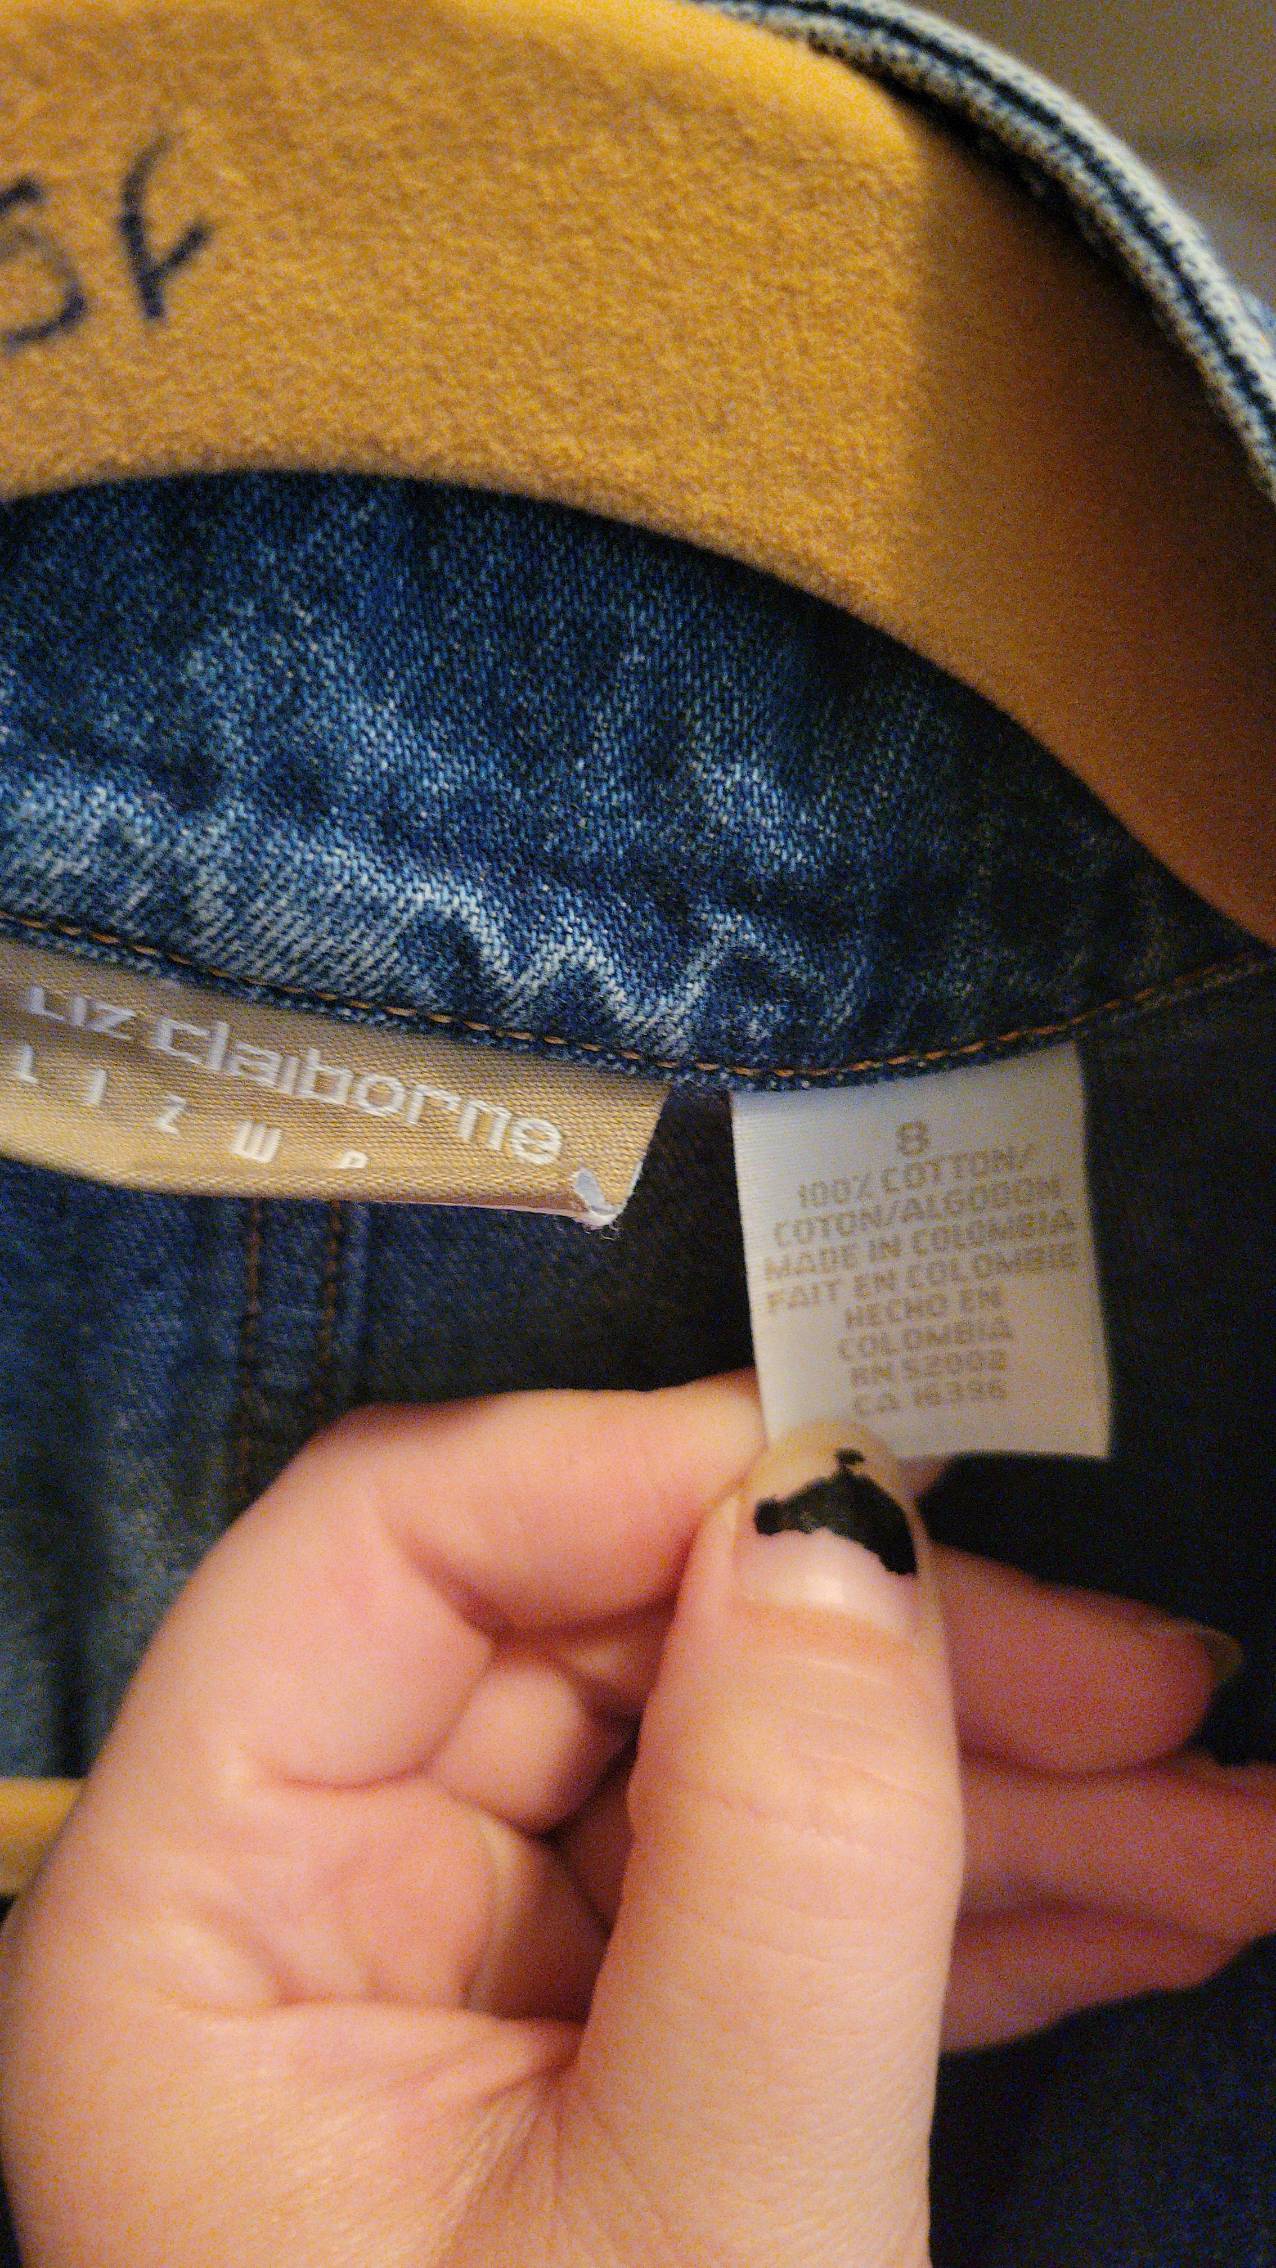 Liz claiborne
L I Z W E
8
100% COTTON/
COTON/ALGODON
MADE IN COLOMBIA
FAIT EN COLOMBIE
HECHO EN
COLOMBIA
RN 52002
CA 16396